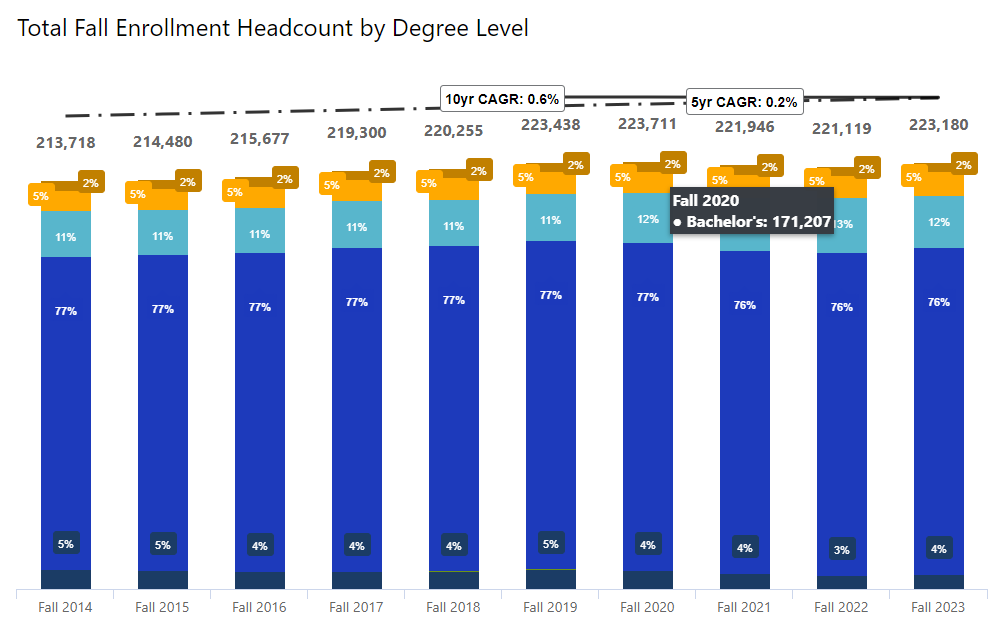 Total Fall Enrollment Headcount by Degree Level
10yr CAGR: 0.6%
5yr CAGR: 0.2%
213,718 214,480 215,677 219,300 220,255 223,438 223,711 221,946 221,119 223,180
2% 2% 2% 2% 2% 2% 2% 2% 2% 2%
5% 5% 5% 5% 5% 5% 5% 5% 5% 5%
Fall 2020
● Bachelor's: 171,207
11% 11% 11% 11% 11% 11% 12% 13% 12%
77% 77% 77% 77% 77% 77% 77% 76% 76% 76%
5% 5% 4% 4% 4% 5% 4% 4% 3% 4%
Fall 2014 Fall 2015 Fall 2016 Fall 2017 Fall 2018 Fall 2019 Fall 2020 Fall 2021 Fall 2022 Fall 2023